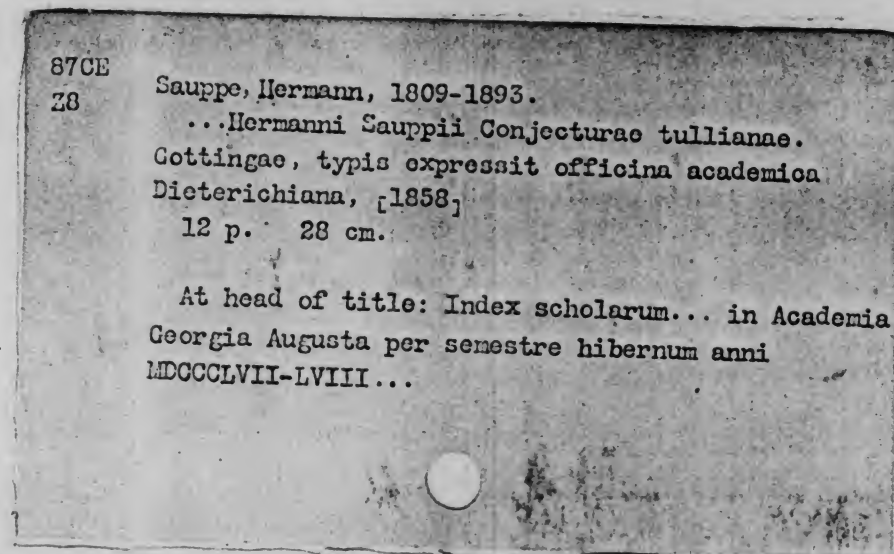 87CE
Z8
Sauppe, Hermann, 1809-1893.
...Hermanni Sauppii Conjecturae tullianae.
Gottingae, typis expressit officina academica
Dieterichiana, [1858]
12 p. 28 cm.
At head of title: Index scholarum... in Academia
Georgia Augusta per semestre hibernum anni
MDCCCLVII-LVIII...